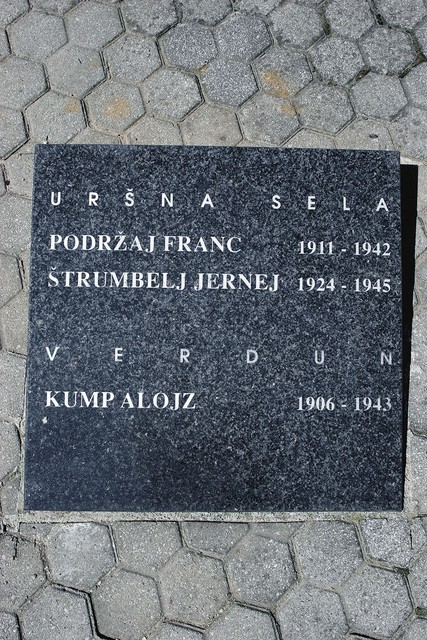 URŠNA SELA
PODRŽAJ FRANC 1911 - 1942
ŠTRUMBELJ JERNEJ 1924 - 1945
VERDUN
KUMP ALOJZ 1906 - 1943